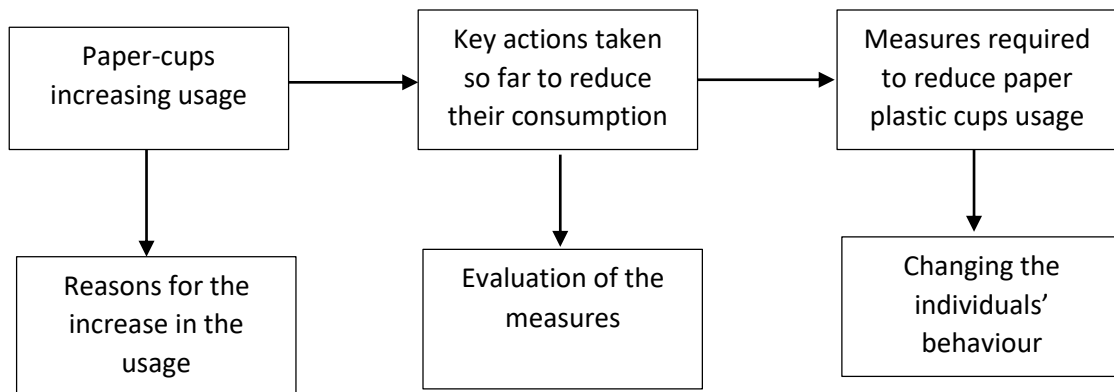 Paper-cups
increasing usage
Key actions taken
so far to reduce
their consumption
Measures required
to reduce paper
plastic cups usage
Reasons for the
increase in the
usage
Evaluation of the
measures
Changing the
individuals’
behaviour